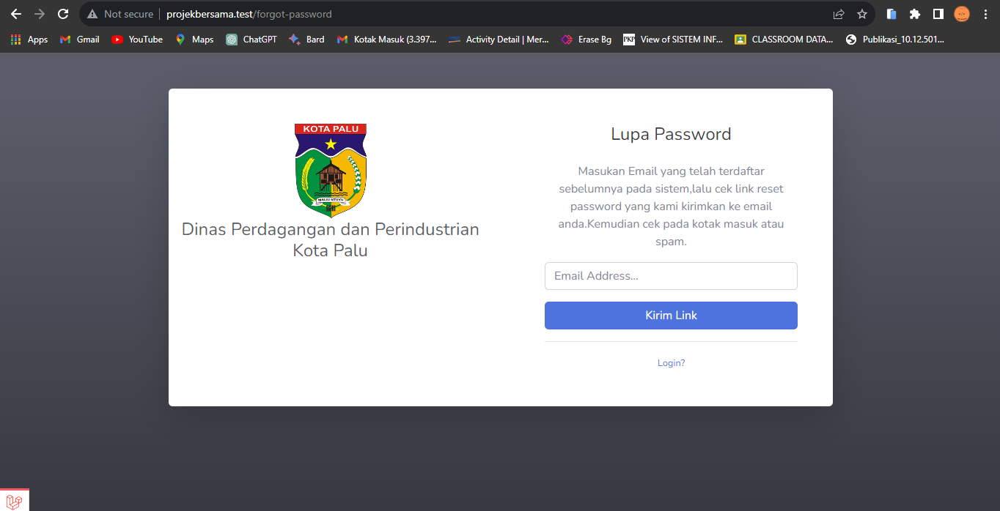 Not secure projekbersama.test/forgot-password
Apps Gmail YouTube Maps ChatGPT Bard Kotak Masuk (3.397... Activity Detail | Mer... Erase Bg PKP View of SISTEM INF... CLASSROOM DATA... Publikasi_10.12.501...
KOTA PALU
MALIU NTUVU
Dinas Perdagangan dan Perindustrian
Kota Palu
Lupa Password
Masukan Email yang telah terdaftar
sebelumnya pada sistem,lalu cek link reset
password yang kami kirimkan ke email
anda.Kemudian cek pada kotak masuk atau
spam.
Email Address...
Kirim Link
Login?